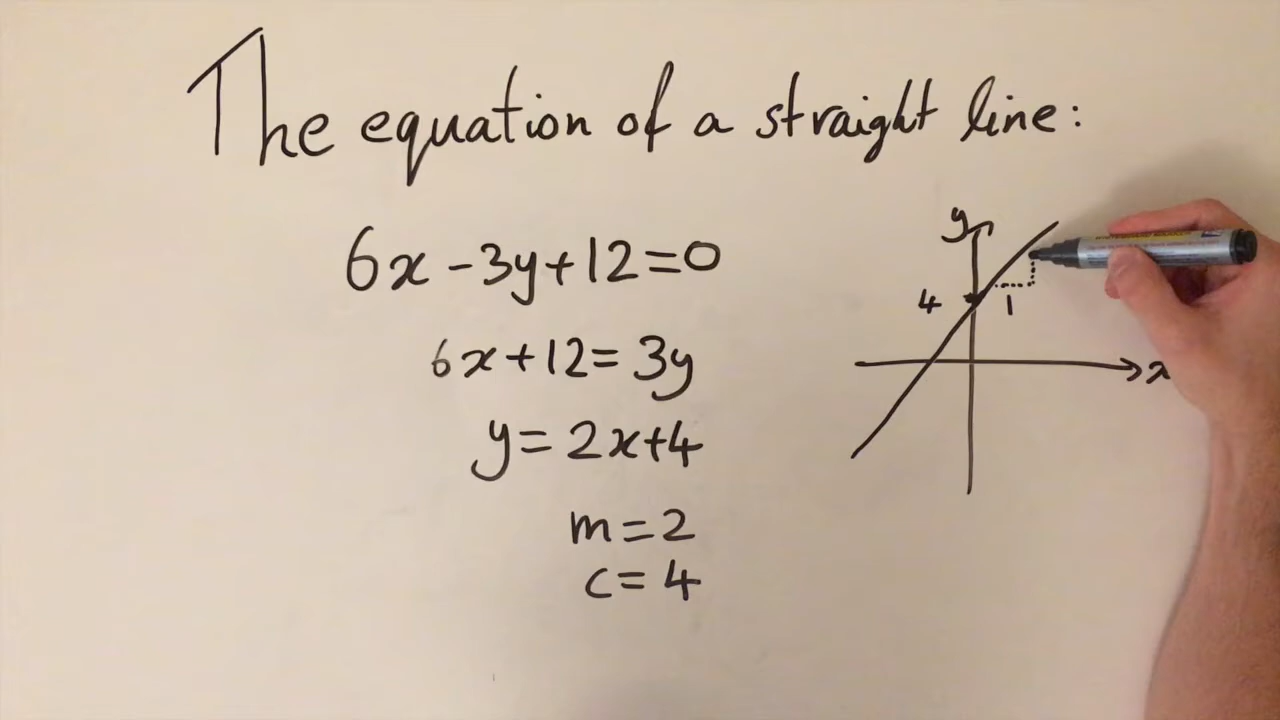 The equation of a straight line:
6x - 3y + 12 = 0
6x + 12 = 3y
y = 2x + 4
m = 2
c = 4
y
4
1
x